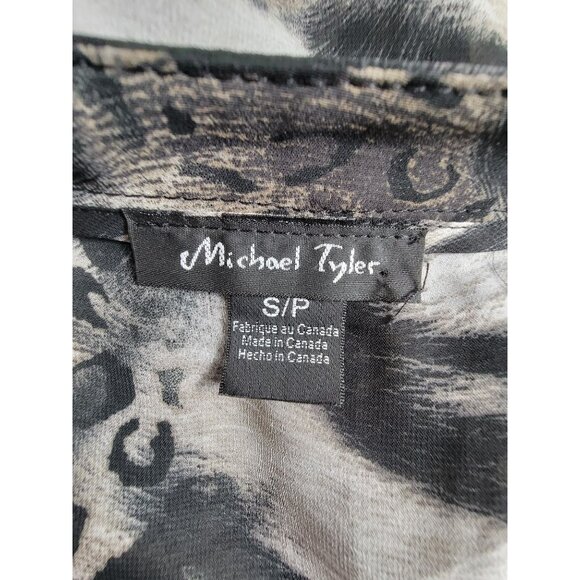 Michael Tyler
S/P
Fabrique au Canada
Made in Canada
Hecho in Canada